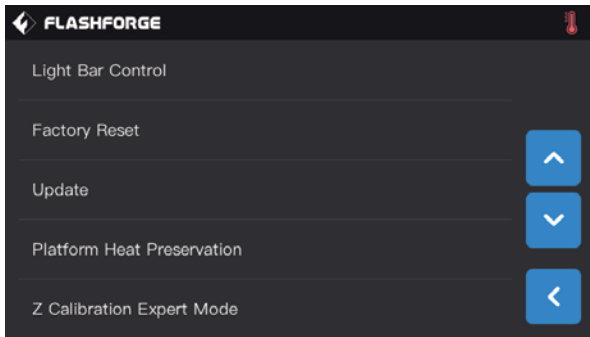 FLASHFORGE
Light Bar Control
Factory Reset
Update
Platform Heat Preservation
Z Calibration Expert Mode